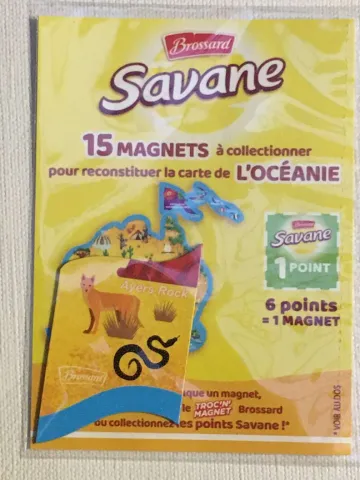 Brossard
Savane
15 MAGNETS à collectionner
pour reconstituer la carte de L'OCÉANIE
Brossard
Savane
1 POINT
Ayers Rock
6 points
= 1 MAGNET
Brossard
que un magnet,
le TROC'N' MAGNET Brossard
ou collectionnez les points Savane !*
* VOIR AU DOS